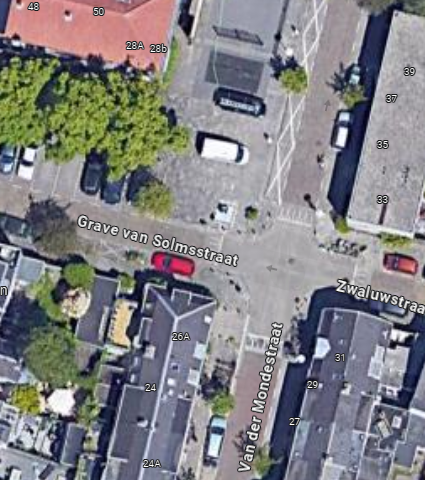 48
50
28A
28b
39
37
35
33
Grave van Solmsstraat
n
Zwaluwstraa
26A
31
Van der Mondestraat
24
29
27
24A